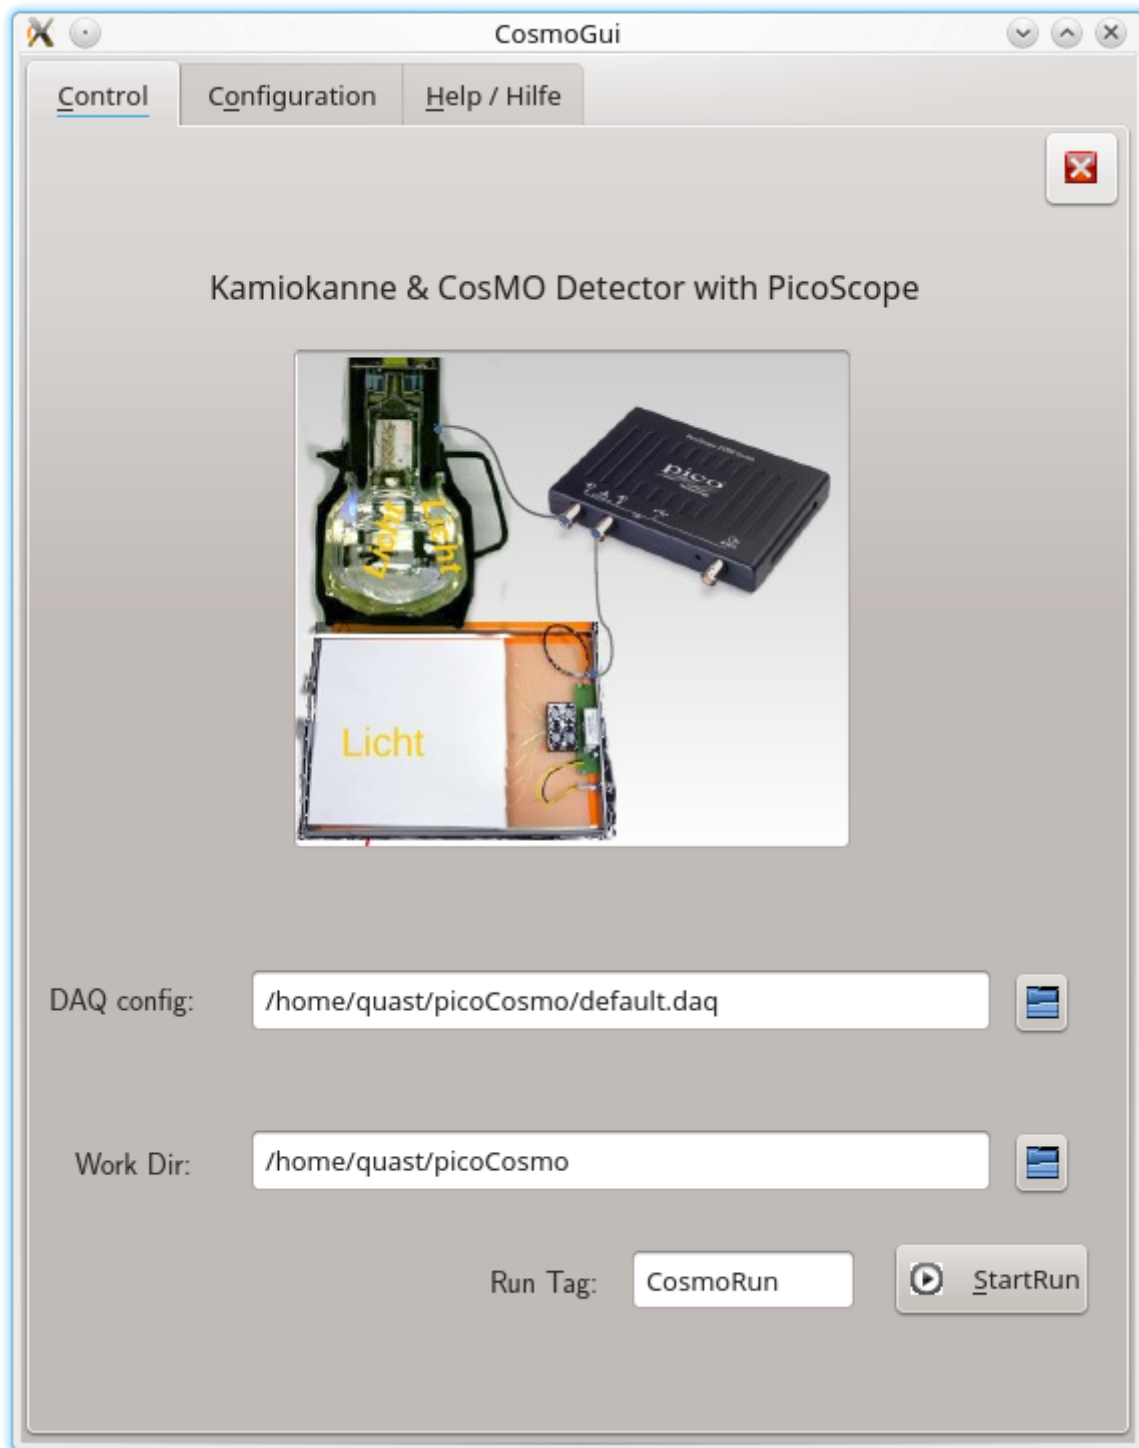 CosmoGui
Control Configuration Help / Hilfe
Kamiokanne & CosMO Detector with PicoScope
pico
Licht
Licht
Licht
DAQ config: /home/quast/picoCosmo/default.daq
Work Dir: /home/quast/picoCosmo
Run Tag: CosmoRun StartRun